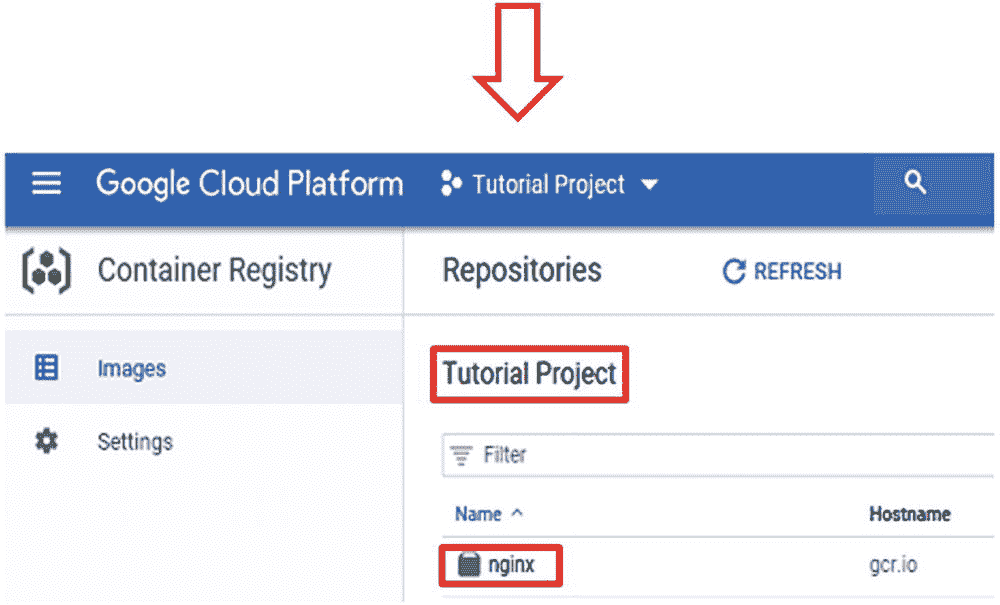 Google Cloud Platform Tutorial Project
Container Registry Repositories REFRESH
Images
Settings
Tutorial Project
Filter
Name Hostname
nginx gcr.io